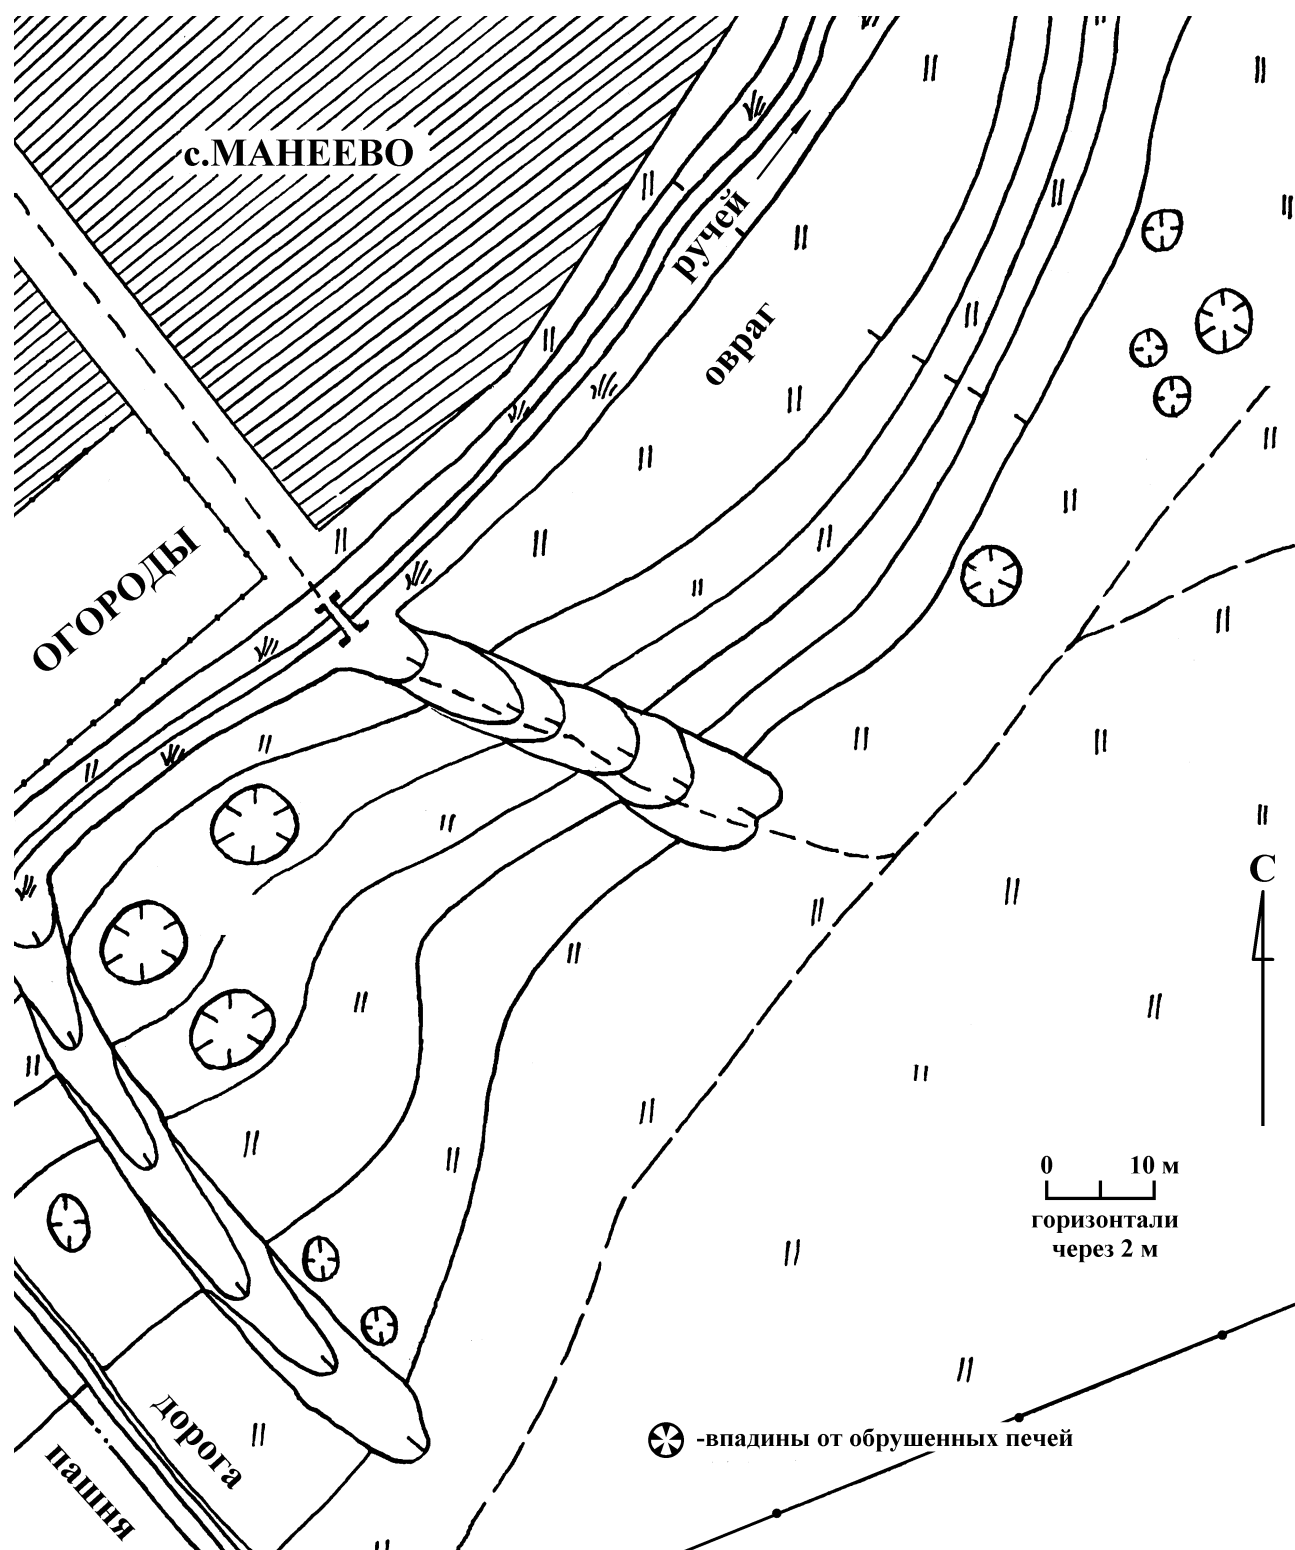 с.МАНЕЕВО
ручей
овраг
ОГОРОДЫ
С
0 10 м
горизонтали
через 2 м
дорога
пашня
-впадины от обрушенных печей